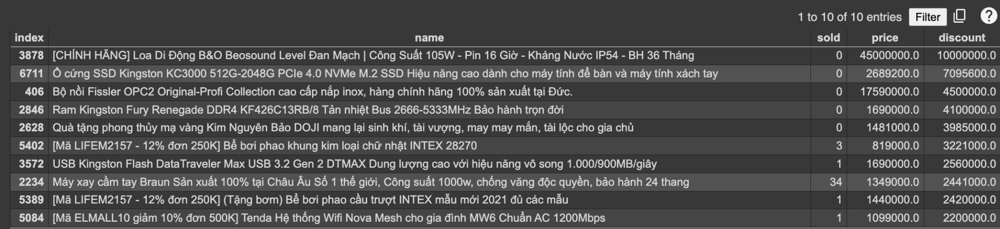 1 to 10 of 10 entries Filter ?
index name sold price discount
3878 [CHÍNH HÃNG] Loa Di Động B&O Beosound Level Đan Mạch | Công Suất 105W - Pin 16 Giờ - Kháng Nước IP54 - BH 36 Tháng 0 45000000.0 10000000.0
6711 Ổ cứng SSD Kingston KC3000 512G-2048G PCIe 4.0 NVMe M.2 SSD Hiệu năng cao dành cho máy tính để bàn và máy tính xách tay 0 2689200.0 7095600.0
406 Bộ nồi Fissler OPC2 Original-Profi Collection cao cấp nắp inox, hàng chính hãng 100% sản xuất tại Đức. 0 17590000.0 4500000.0
2846 Ram Kingston Fury Renegade DDR4 KF426C13RB/8 Tản nhiệt Bus 2666-5333MHz Bảo hành trọn đời 0 1690000.0 4100000.0
2628 Quà tặng phong thủy mạ vàng Kim Nguyên Bảo DOJI mang lại sinh khí, tài vượng, may may mắn, tài lộc cho gia chủ 0 1481000.0 3985000.0
5402 [Mã LIFEM2157 - 12% đơn 250K] Bể bơi phao khung kim loại chữ nhật INTEX 28270 3 819000.0 3221000.0
3572 USB Kingston Flash DataTraveler Max USB 3.2 Gen 2 DTMAX Dung lượng cao với hiệu năng vô song 1.000/900MB/giây 1 1690000.0 2560000.0
2234 Máy xay cầm tay Braun Sản xuất 100% tại Châu Âu Số 1 thế giới, Công suất 1000w, chống văng độc quyền, bảo hành 24 thang 34 1349000.0 2441000.0
5389 [Mã LIFEM2157 - 12% đơn 250K] (Tặng bơm) Bể bơi phao cầu trượt INTEX mẫu mới 2021 đủ các mẫu 1 1440000.0 2420000.0
5084 [Mã ELMALL10 giảm 10% đơn 500K] Tenda Hệ thống Wifi Nova Mesh cho gia đình MW6 Chuẩn AC 1200Mbps 1 1099000.0 2200000.0